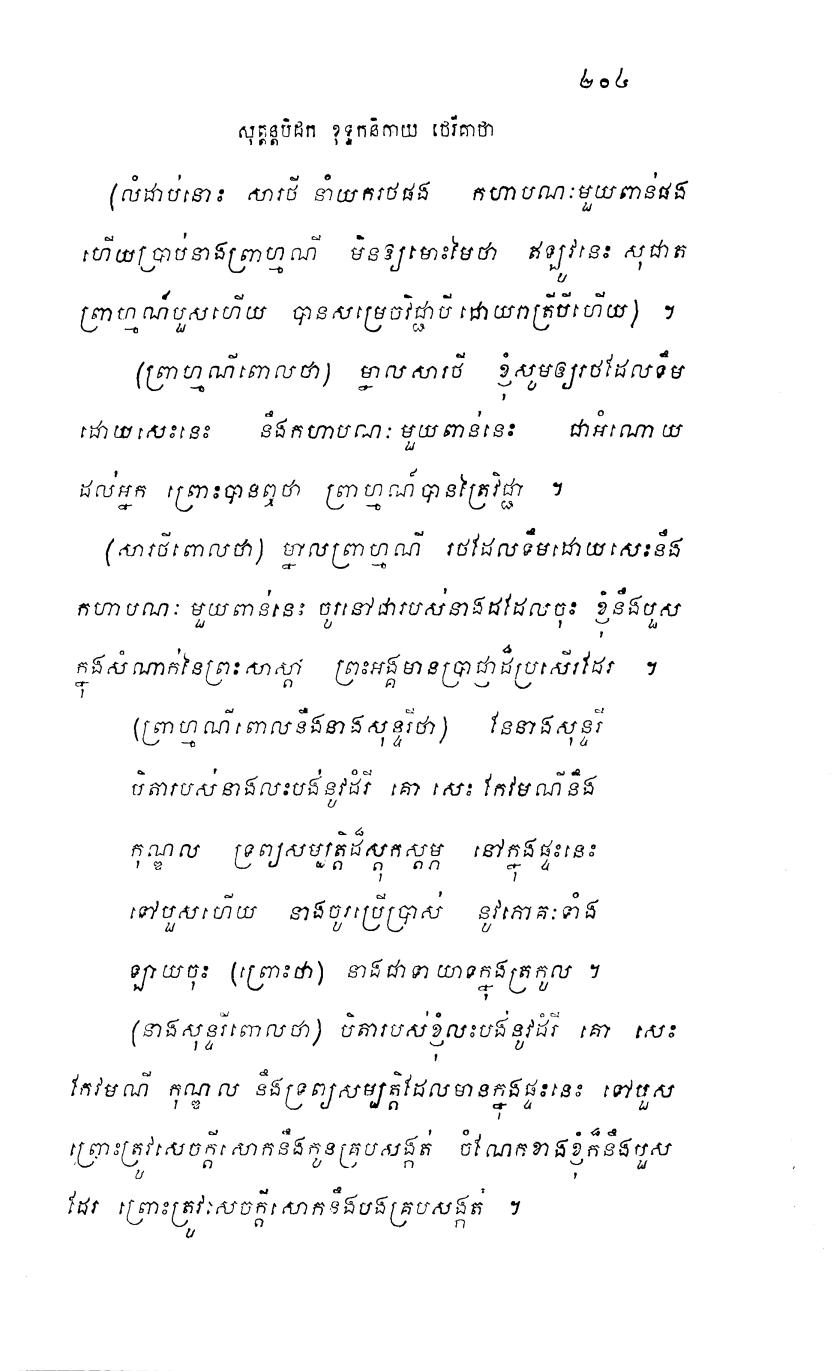 ២០៤
សុត្តន្តបិដក ខុទ្ទកនិកាយ ថេរីគាថា
(លំដាប់នោះ សារថី នាំយករថផង កហាបណៈមួយពាន់ផង
ហើយប្រាប់នាងព្រាហ្មណី មិនឱ្យមោះមៃថា ឥឡូវនេះ សុជាត
ព្រាហ្មណ៍បួសហើយ បានសម្រេចវិជ្ជាបី ដោយរាត្រីបីហើយ) ។
(ព្រាហ្មណីពោលថា) ម្នាលសារថី ខ្ញុំសូមឲ្យរថដែលទឹម
ដោយសេះនេះ នឹងកហាបណៈ មួយពាន់នេះ ជាអំណោយ
ដល់អ្នក ព្រោះបានឮថា ព្រាហ្មណ៍បានត្រៃវិជ្ជា ។
(សារថីពោលថា) ម្នាលព្រាហ្មណី រថដែលទឹមដោយសេះនឹង
កហាបណៈ មួយពាន់នេះ ចូរនៅជារបស់នាងដដែលចុះ ខ្ញុំនឹងបួស
ក្នុងសំណាក់នៃព្រះសាស្តា ព្រះអង្គមានប្រាជ្ញាដ៏ប្រសើរដែរ ។
(ព្រាហ្មណីពោលនឹងនាងសុន្ទរីថា) នែនាងសុន្ទរី
បិតារបស់នាងលះបង់នូវដំរី គោ សេះ កែវមណីនឹង
កុណ្ឌល ទ្រព្យសម្បត្តិដ៏ស្តុកស្តម្ភ នៅក្នុងផ្ទះនេះ
ទៅបួសហើយ នាងចូរប្រើប្រាស់ នូវភោគៈទាំង
ឡាយចុះ (ព្រោះថា) នាងជាទាយាទក្នុងត្រកូល ។
(នាងសុន្ទរីពោលថា) បិតារបស់ខ្ញុំលះបង់នូវដំរី គោ សេះ
កែវមណី កុណ្ឌល នឹងទ្រព្យសម្បត្តិដែលមានក្នុងផ្ទះនេះ ទៅបួស
ព្រោះត្រូវសេចក្តីសោកនឹងកូនគ្របសង្កត់ ចំណែកខាងខ្ញុំក៏នឹងបួស
ដែរ ព្រោះត្រូវសេចក្តីសោកនឹងបងគ្របសង្កត់ ។